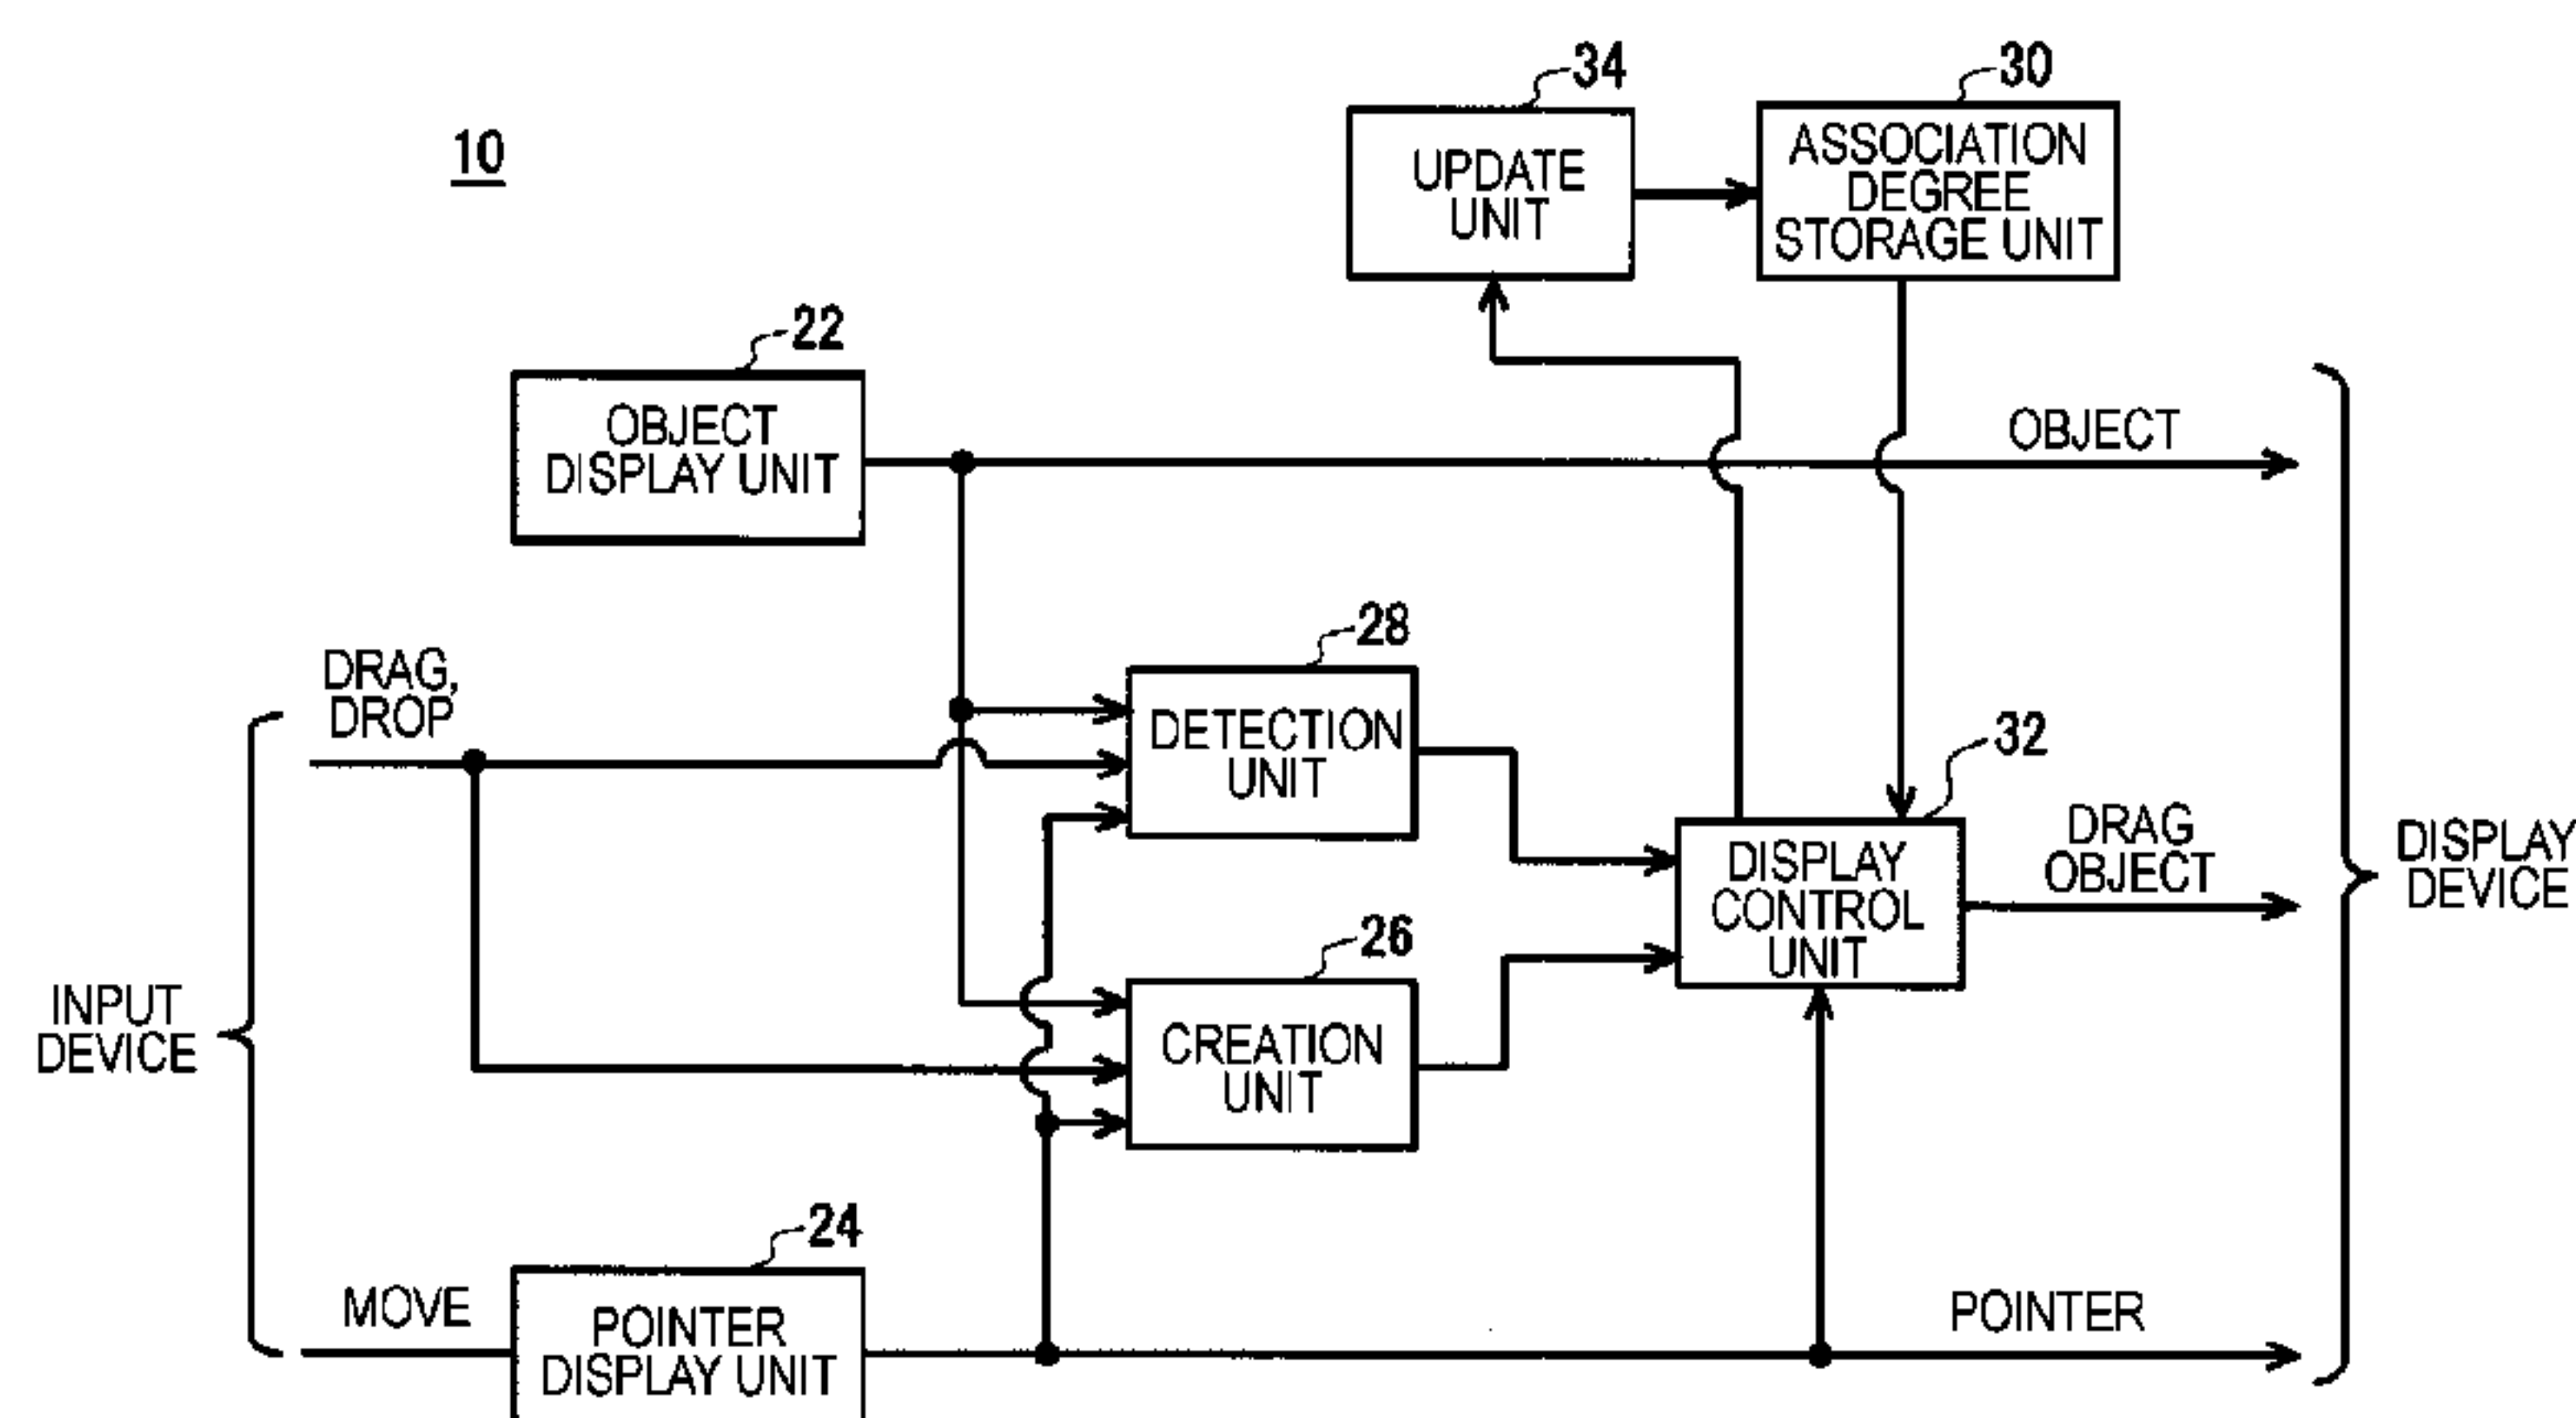 34
30
10
UPDATE
UNIT
ASSOCIATION
DEGREE
STORAGE UNIT
22
OBJECT
DISPLAY UNIT
OBJECT
28
DRAG,
DROP
DETECTION
UNIT
32
DISPLAY
CONTROL
UNIT
DRAG
OBJECT
DISPLAY
DEVICE
26
INPUT
DEVICE
CREATION
UNIT
24
MOVE
POINTER
DISPLAY UNIT
POINTER